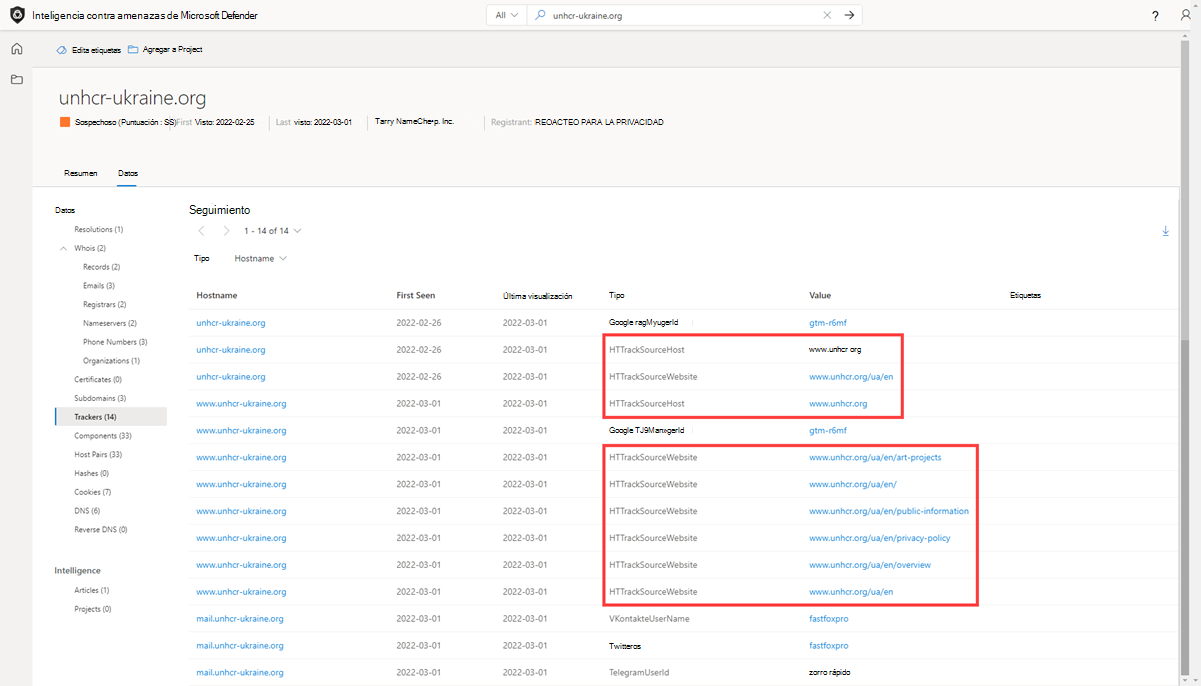 Inteligencia contra amenazas de Microsoft Defender
All
unhcr-ukraine.org
?
Edita etiquetas
Agregar a Project
unhcr-ukraine.org
Sospechoso (Puntuación : SS) First Visto: 2022-02-25 Last visto: 2022-03-01 Tarry NameChe•p. Inc. Registrant: REOACTEO PARA LA PRIVACIDAD
Resumen Datos
Datos
Resolutions (1)
Whois (2)
Records (2)
Emails (3)
Registrars (2)
Nameservers (2)
Phone Numbers (3)
Organizations (1)
Certificates (0)
Subdomains (3)
Trackers (14)
Components (33)
Host Pairs (33)
Hashes (0)
Cookies (7)
DNS (6)
Reverse DNS (0)
Intelligence
Articles (1)
Projects (0)
Seguimiento
1 - 14 of 14
Tipo Hostname
Hostname First Seen Última visualización Tipo Value Etiquetas
unhcr-ukraine.org 2022-02-26 2022-03-01 Google ragMyugerId gtm-r6mf
unhcr-ukraine.org 2022-02-26 2022-03-01 HTTrackSourceHost www.unhcr org
unhcr-ukraine.org 2022-02-26 2022-03-01 HTTrackSourceWebsite www.unhcr.org/ua/en
www.unhcr-ukraine.org 2022-03-01 2022-03-01 HTTrackSourceHost www.unhcr.org
www.unhcr-ukraine.org 2022-03-01 2022-03-01 Google TJ9ManxgerId gtm-r6mf
www.unhcr-ukraine.org 2022-03-01 2022-03-01 HTTrackSourceWebsite www.unhcr.org/ua/en/art-projects
www.unhcr-ukraine.org 2022-03-01 2022-03-01 HTTrackSourceWebsite www.unhcr.org/ua/en/
www.unhcr-ukraine.org 2022-03-01 2022-03-01 HTTrackSourceWebsite www.unhcr.org/ua/en/public-information
www.unhcr-ukraine.org 2022-03-01 2022-03-01 HTTrackSourceWebsite www.unhcr.org/ua/en/privacy-policy
www.unhcr-ukraine.org 2022-03-01 2022-03-01 HTTrackSourceWebsite www.unhcr.org/ua/en/overview
www.unhcr-ukraine.org 2022-03-01 2022-03-01 HTTrackSourceWebsite www.unhcr.org/ua/en
mail.unhcr-ukraine.org 2022-03-01 2022-03-01 VKontakteUserName fastfoxpro
mail.unhcr-ukraine.org 2022-03-01 2022-03-01 Twitteros fastfoxpro
mail.unhcr-ukraine.org 2022-03-01 2022-03-01 TelegramUserId zorro rápido